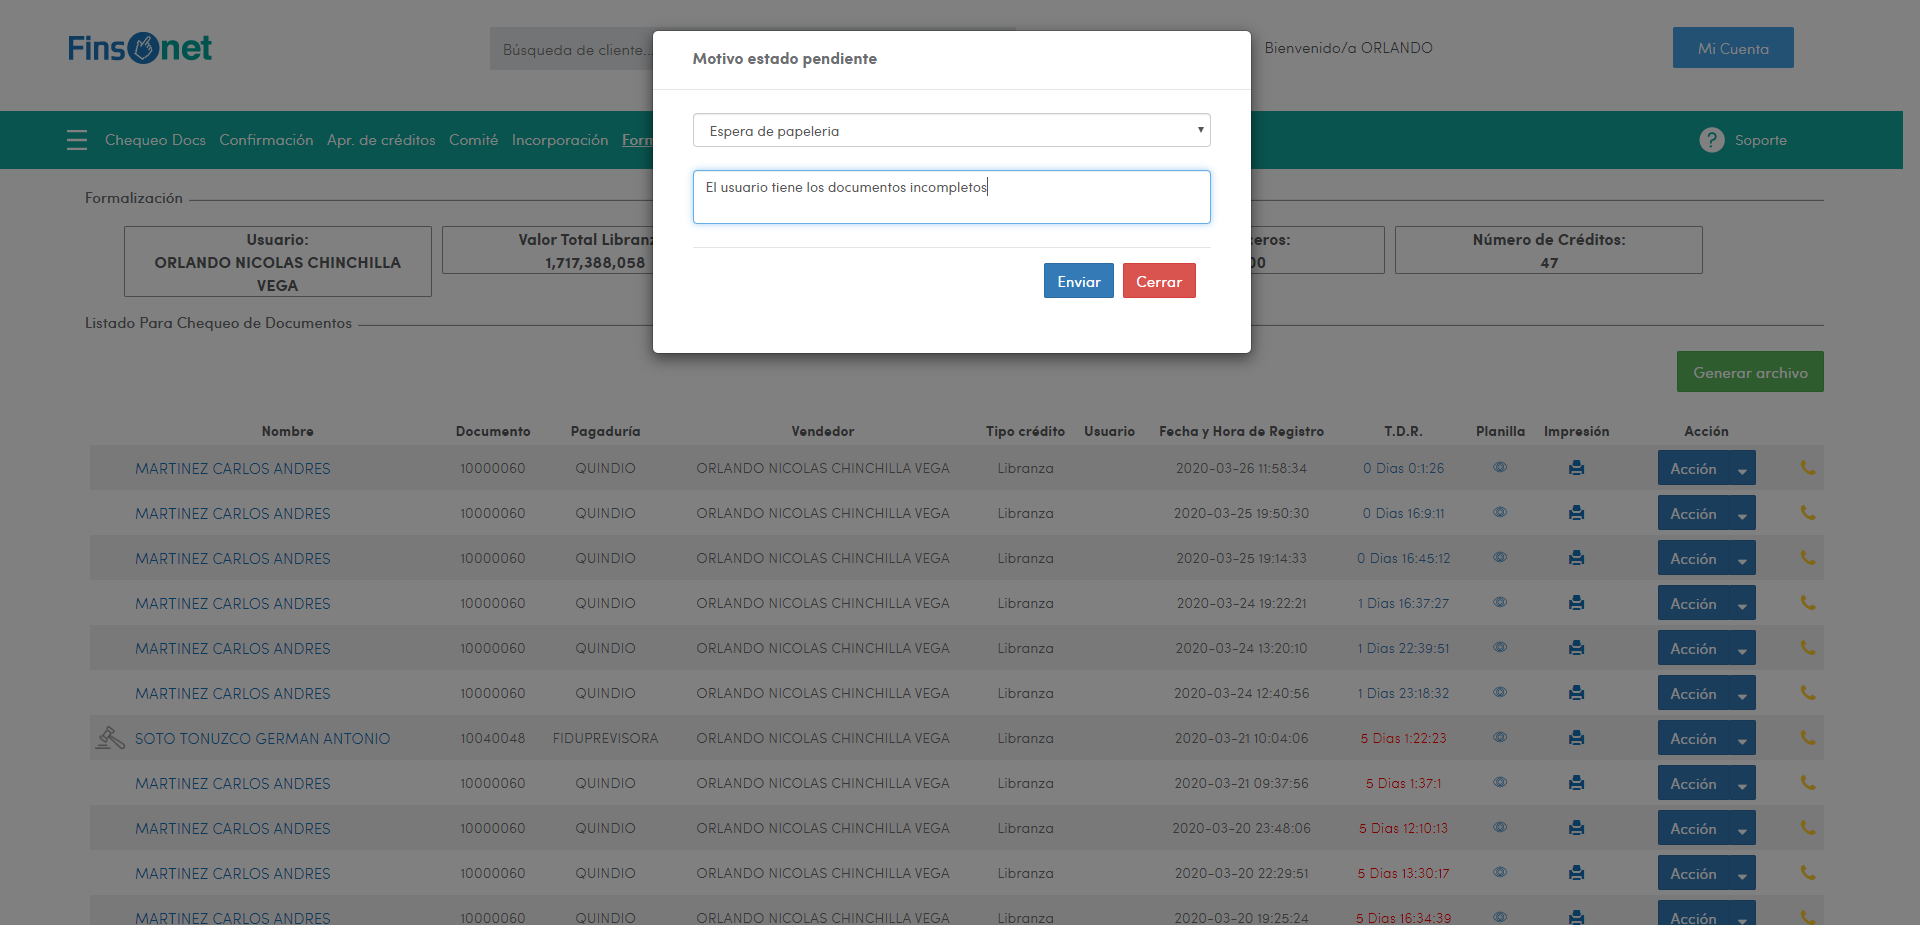 Finsonet
Búsqueda de cliente...
Bienvenido/a ORLANDO
Mi Cuenta
Motivo estado pendiente
Espera de papeleria
El usuario tiene los documentos incompletos
Enviar
Cerrar
Chequeo Docs Confirmación Apr. de créditos Comité Incorporación Form
? Soporte
Formalización
Usuario:
ORLANDO NICOLAS CHINCHILLA
VEGA
Valor Total Libranz
1,717,388,058
eros:
00
Número de Créditos:
47
Listado Para Chequeo de Documentos
Generar archivo
Nombre Documento Pagaduría Vendedor Tipo crédito Usuario Fecha y Hora de Registro T.D.R. Planilla Impresión Acción
MARTINEZ CARLOS ANDRES 10000060 QUINDIO ORLANDO NICOLAS CHINCHILLA VEGA Libranza 2020-03-26 11:58:34 0 Dias 0:1:26 Acción
MARTINEZ CARLOS ANDRES 10000060 QUINDIO ORLANDO NICOLAS CHINCHILLA VEGA Libranza 2020-03-25 19:50:30 0 Dias 16:9:11 Acción
MARTINEZ CARLOS ANDRES 10000060 QUINDIO ORLANDO NICOLAS CHINCHILLA VEGA Libranza 2020-03-25 19:14:33 0 Dias 16:45:12 Acción
MARTINEZ CARLOS ANDRES 10000060 QUINDIO ORLANDO NICOLAS CHINCHILLA VEGA Libranza 2020-03-24 19:22:21 1 Dias 16:37:27 Acción
MARTINEZ CARLOS ANDRES 10000060 QUINDIO ORLANDO NICOLAS CHINCHILLA VEGA Libranza 2020-03-24 13:20:10 1 Dias 22:39:51 Acción
MARTINEZ CARLOS ANDRES 10000060 QUINDIO ORLANDO NICOLAS CHINCHILLA VEGA Libranza 2020-03-24 12:40:56 1 Dias 23:18:32 Acción
SOTO TONUZCO GERMAN ANTONIO 10040048 FIDUPREVISORA ORLANDO NICOLAS CHINCHILLA VEGA Libranza 2020-03-21 10:04:06 5 Dias 1:22:23 Acción
MARTINEZ CARLOS ANDRES 10000060 QUINDIO ORLANDO NICOLAS CHINCHILLA VEGA Libranza 2020-03-21 09:37:56 5 Dias 1:37:1 Acción
MARTINEZ CARLOS ANDRES 10000060 QUINDIO ORLANDO NICOLAS CHINCHILLA VEGA Libranza 2020-03-20 23:48:06 5 Dias 12:10:13 Acción
MARTINEZ CARLOS ANDRES 10000060 QUINDIO ORLANDO NICOLAS CHINCHILLA VEGA Libranza 2020-03-20 22:29:51 5 Dias 13:30:17 Acción
MARTINEZ CARLOS ANDRES 10000060 QUINDIO ORLANDO NICOLAS CHINCHILLA VEGA Libranza 2020-03-20 19:25:24 5 Dias 16:34:39 Acción